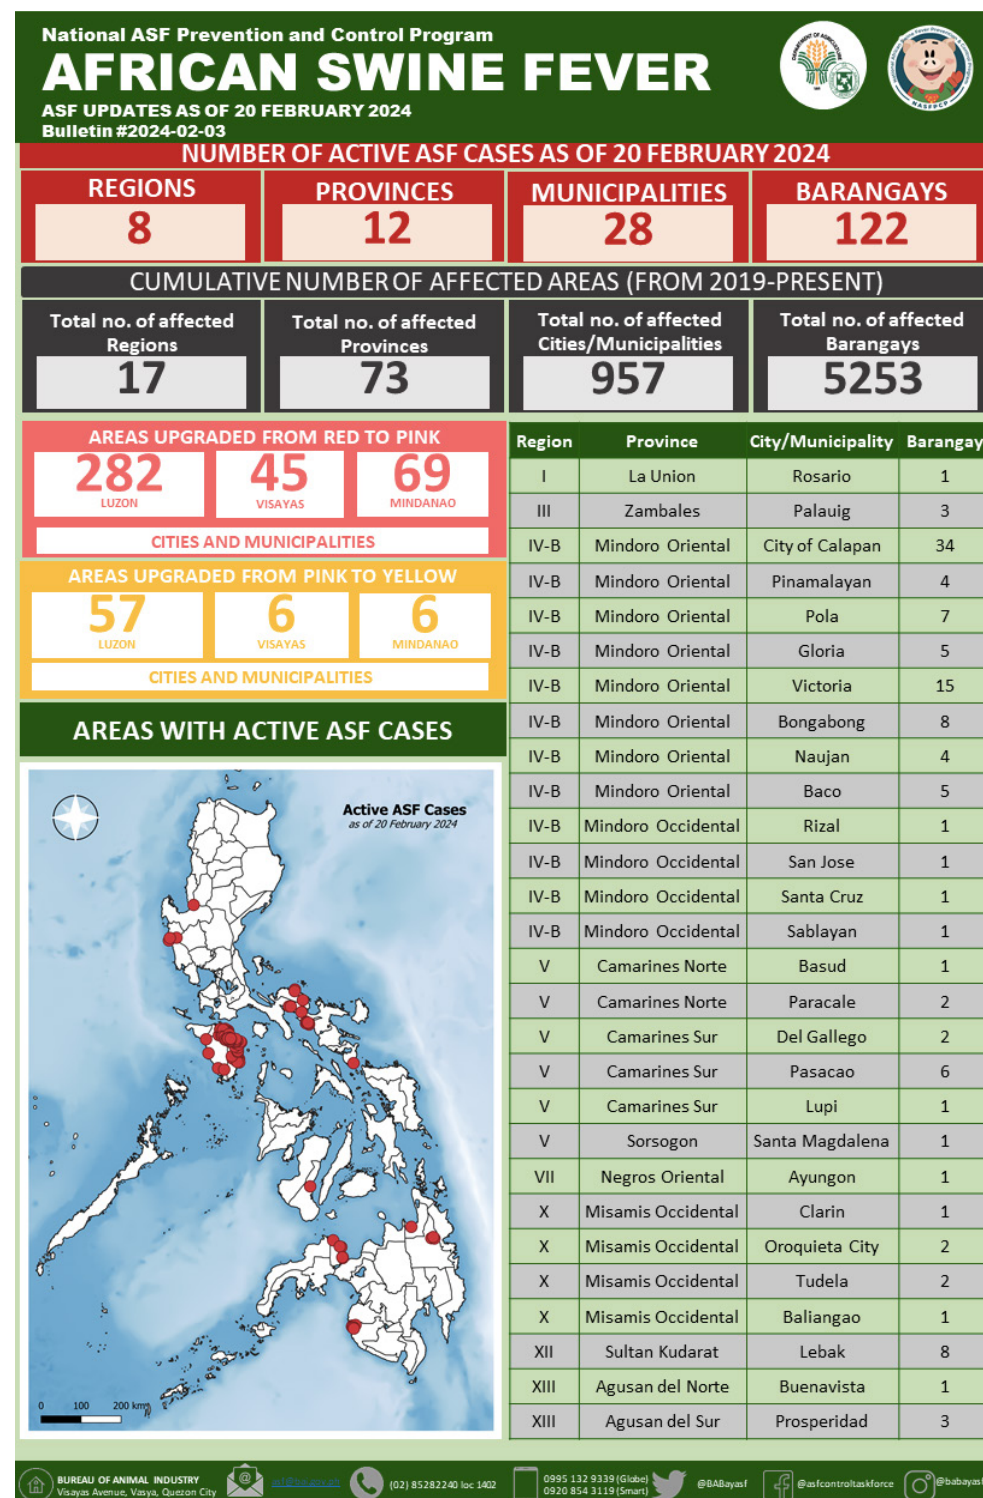 National ASF Prevention and Control Program
AFRICAN SWINE FEVER
ASF UPDATES AS OF 20 FEBRUARY 2024
Bulletin #2024-02-03
DEPARTMENT OF AGRICULTURE
NASFPCP
NUMBER OF ACTIVE ASF CASES AS OF 20 FEBRUARY 2024
REGIONS PROVINCES MUNICIPALITIES BARANGAYS
8 12 28 122
CUMULATIVE NUMBER OF AFFECTED AREAS (FROM 2019-PRESENT)
Total no. of affected Regions
17
Total no. of affected Provinces
73
Total no. of affected Cities/Municipalities
957
Total no. of affected Barangays
5253
AREAS UPGRADED FROM RED TO PINK
282 45 69
LUZON VISAYAS MINDANAO
CITIES AND MUNICIPALITIES
AREAS UPGRADED FROM PINK TO YELLOW
57 6 6
LUZON VISAYAS MINDANAO
CITIES AND MUNICIPALITIES
AREAS WITH ACTIVE ASF CASES
Active ASF Cases
as of 20 February 2024
0 100 200 km
Region Province City/Municipality Barangay
I La Union Rosario 1
III Zambales Palauig 3
IV-B Mindoro Oriental City of Calapan 34
IV-B Mindoro Oriental Pinamalayan 4
IV-B Mindoro Oriental Pola 7
IV-B Mindoro Oriental Gloria 5
IV-B Mindoro Oriental Victoria 15
IV-B Mindoro Oriental Bongabong 8
IV-B Mindoro Oriental Naujan 4
IV-B Mindoro Oriental Baco 5
IV-B Mindoro Occidental Rizal 1
IV-B Mindoro Occidental San Jose 1
IV-B Mindoro Occidental Santa Cruz 1
IV-B Mindoro Occidental Sablayan 1
V Camarines Norte Basud 1
V Camarines Norte Paracale 2
V Camarines Sur Del Gallego 2
V Camarines Sur Pasacao 6
V Camarines Sur Lupi 1
V Sorsogon Santa Magdalena 1
VII Negros Oriental Ayungon 1
X Misamis Occidental Clarin 1
X Misamis Occidental Oroquieta City 2
X Misamis Occidental Tudela 2
X Misamis Occidental Baliangao 1
XII Sultan Kudarat Lebak 8
XIII Agusan del Norte Buenavista 1
XIII Agusan del Sur Prosperidad 3
BUREAU OF ANIMAL INDUSTRY
Visayas Avenue, Vasya, Quezon City
(02) 85282240 loc 1402
0995 132 9339 (Globe)
0920 854 3119 (Smart)
@BABayasf
@asfcontroltaskforce
@babayasf